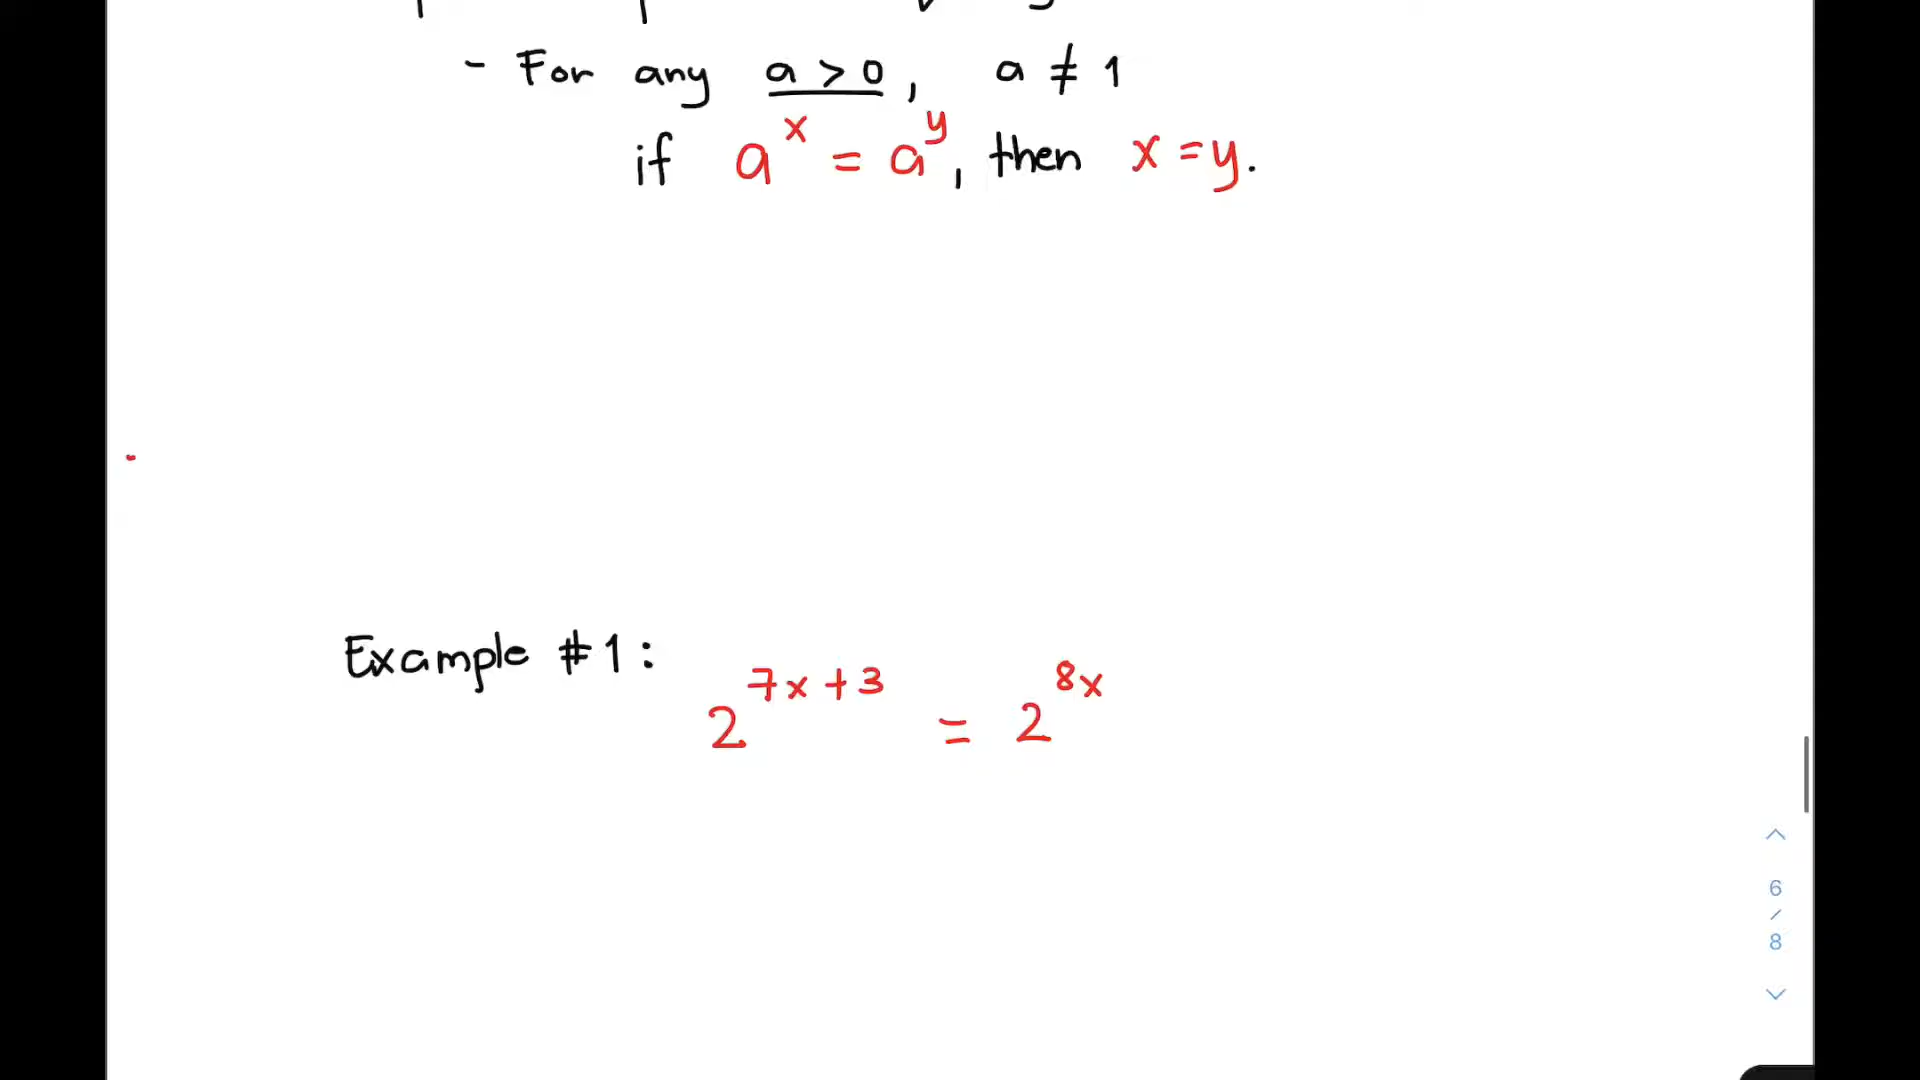 - For any a > 0, a ≠ 1
if a^x = a^y, then x = y.
Example #1:
2^{7x+3} = 2^{8x}
6
/
8